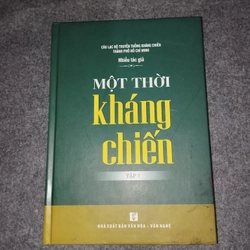 CÂU LẠC BỘ TRUYỀN THỐNG KHÁNG CHIẾN
THÀNH PHỐ HỒ CHÍ MINH
Nhiều tác giả
MỘT THỜI
kháng
chiến
TẬP
NHÀ XUẤT BẢN VĂN HÓA - VĂN NGHỆ